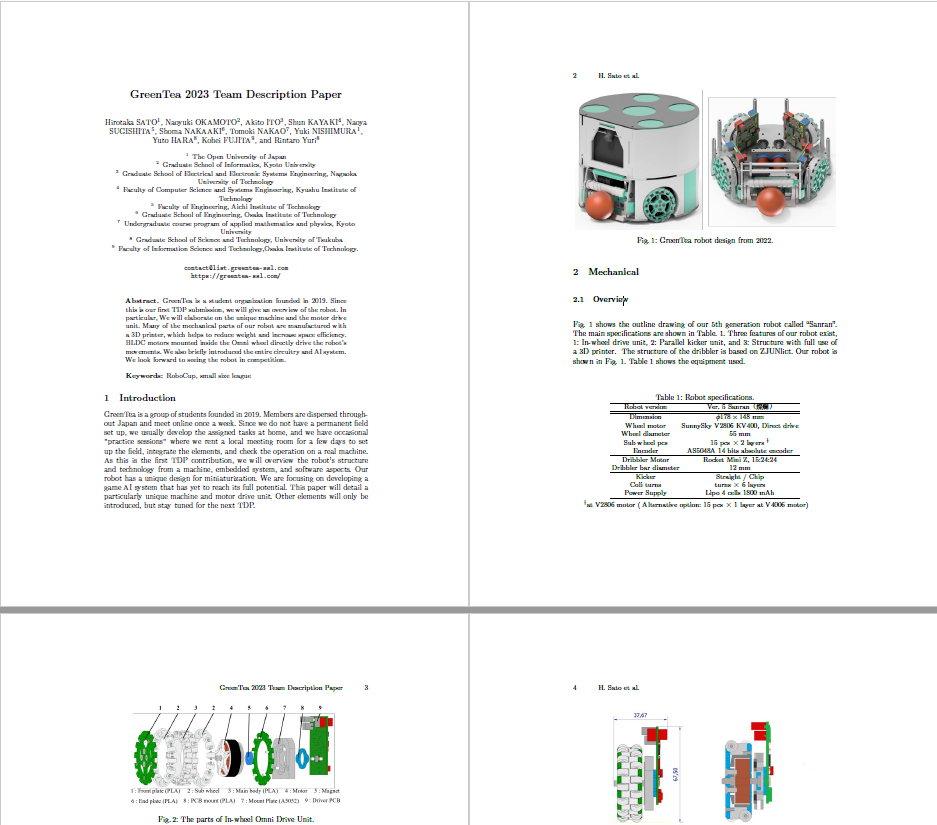 GreenTea 2023 Team Description Paper
Hirotaka SATO1, Naoyuki OKAMOTO2, Akito ITO3, Shun KAYAKI4, Naoya
SUGISHITA5, Shoma NAKAAKI6, Tomoki NAKAO7, Yuki NISHIMURA1,
Yuto HARA8, Kohei FUJITA9, and Rintaro Yuri8
1 The Open University of Japan
2 Graduate School of Informatics, Kyoto University
3 Graduate School of Electrical and Electronic Systems Engineering, Nagaoka
University of Technology
4 Faculty of Computer Science and Systems Engineering, Kyushu Institute of
Technology
5 Faculty of Engineering, Aichi Institute of Technology
6 Graduate School of Engineering, Osaka Institute of Technology
7 Undergraduate course program of applied mathematics and physics, Kyoto
University
8 Graduate School of Science and Technology, University of Tsukuba
9 Faculty of Information Science and Technology,Osaka Institute of Technology.
contact@list.greentea-ssl.com
https://greentea-ssl.com/
Abstract. GreenTea is a student organization founded in 2019. Since
this is our first TDP submission, we will give an overview of the robot. In
particular, We will elaborate on the unique machine and the motor drive
unit. Many of the mechanical parts of our robot are manufactured with
a 3D printer, which helps to reduce weight and increase space efficiency.
BLDC motors mounted inside the Omni wheel directly drive the robot's
movements. We also briefly introduced the entire circuitry and AI system.
We look forward to seeing the robot in competition.
Keywords: RoboCup, small size league
1 Introduction
GreenTea is a group of students founded in 2019. Members are dispersed through-
out Japan and meet online once a week. Since we do not have a permanent field
set up, we usually develop the assigned tasks at home, and we have occasional
"practice sessions" where we rent a local meeting room for a few days to set
up the field, integrate the elements, and check the operation on a real machine.
As this is the first TDP contribution, we will overview the robot's structure
and technology from a machine, embedded system, and software aspects. Our
robot has a unique design for miniaturization. We are focusing on developing a
game AI system that has yet to reach its full potential. This paper will detail a
particularly unique machine and motor drive unit. Other elements will only be
introduced, but stay tuned for the next TDP.
2 H. Sato et al.
Fig. 1: GreenTea robot design from 2022.
2 Mechanical
2.1 Overview
Fig. 1 shows the outline drawing of our 5th generation robot called "Sanran".
The main specifications are shown in Table. 1. Three features of our robot exist,
1: In-wheel drive unit, 2: Parallel kicker unit, and 3: Structure with full use of
a 3D printer. The structure of the dribbler is based on ZJUNlict. Our robot is
shown in Fig. 1. Table 1 shows the equipment used.
Table 1: Robot specifications.
Robot version Ver. 5 Sanran (燦爛)
Dimension ϕ178 × 148 mm
Wheel motor SunnySky V2806 KV400, Direct drive
Wheel diameter 55 mm
Sub wheel pcs 15 pcs × 2 layers
Encoder AS5048A 14 bits absolute encoder
Dribbler Motor Rocket Mini Z, 15:24:24
Dribbler bar diameter 12 mm
Kicker Straight / Chip
Coil turns turns × 6 layers
Power Supply Lipo 4 cells 1800 mAh
at V2806 motor ( Alternative option: 15 pcs × 1 layer at V4006 motor)
GreenTea 2023 Team Description Paper 3
1 2 3 2 4 5 6 7 8 9
1 : Front plate (PLA) 2 : Sub wheel 3 : Main body (PLA) 4 : Motor 5 : Magnet
6 : End plate (PLA) 8 : PCB mount (PLA) 7 : Mount Plate (A5052) 9 : Driver PCB
Fig. 2: The parts of In-wheel Omni Drive Unit.
4 H. Sato et al.
37,67
67,50